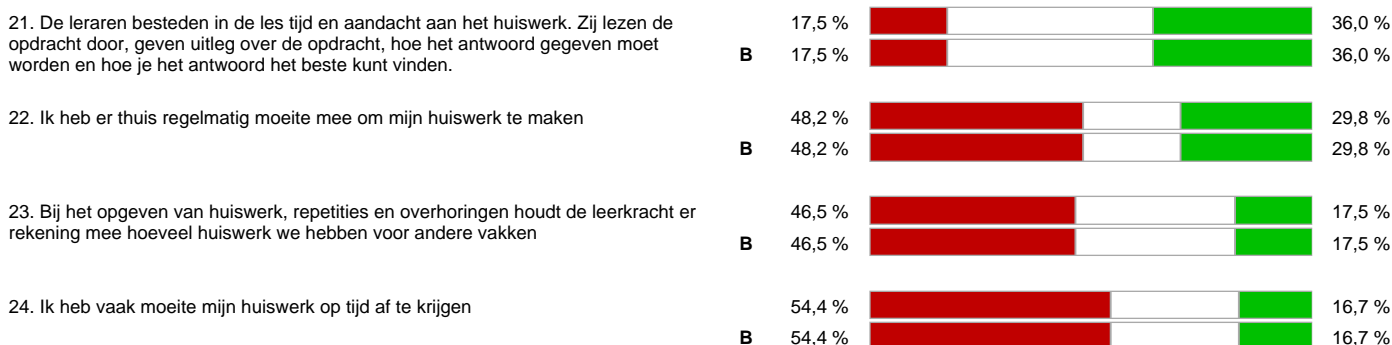 21. De leraren besteden in de les tijd en aandacht aan het huiswerk. Zij lezen de
opdracht door, geven uitleg over de opdracht, hoe het antwoord gegeven moet
worden en hoe je het antwoord het beste kunt vinden.
17,5 % 36,0 %
B 17,5 % 36,0 %
22. Ik heb er thuis regelmatig moeite mee om mijn huiswerk te maken
48,2 % 29,8 %
B 48,2 % 29,8 %
23. Bij het opgeven van huiswerk, repetities en overhoringen houdt de leerkracht er
rekening mee hoeveel huiswerk we hebben voor andere vakken
46,5 % 17,5 %
B 46,5 % 17,5 %
24. Ik heb vaak moeite mijn huiswerk op tijd af te krijgen
54,4 % 16,7 %
B 54,4 % 16,7 %